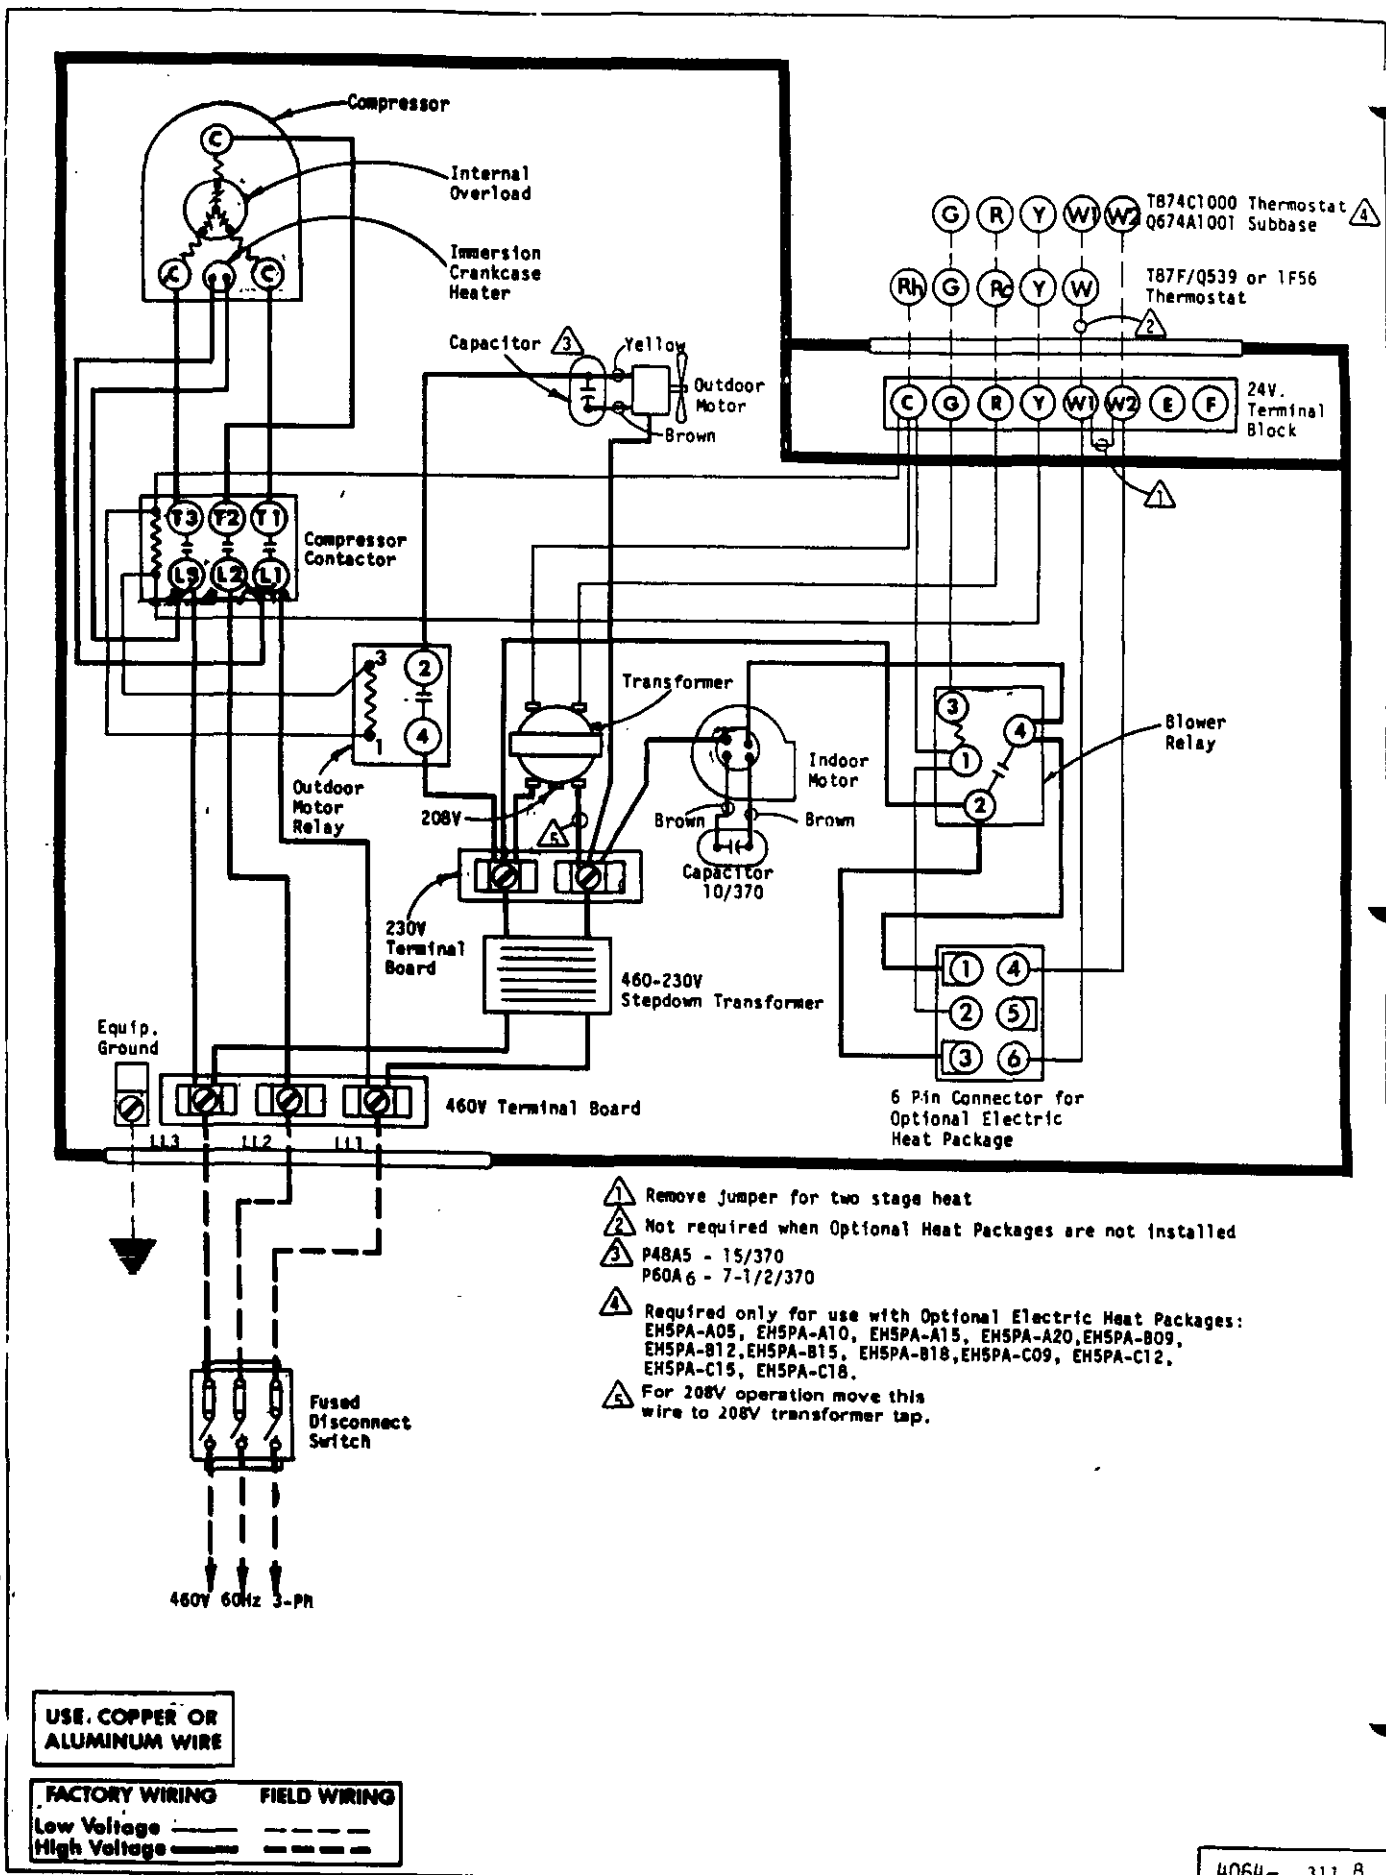 Compressor
C
Internal
Overload
C
C
Immersion
Crankcase
Heater
Capacitor
3
Yellow
Outdoor
Motor
Brown
G R Y W1 W2
T874C1000 Thermostat
Q674A1001 Subbase
4
Rh G Rc Y W
T87F/Q539 or 1F56
Thermostat
2
C G R Y W1 W2 E F
24V.
Terminal
Block
1
T3 T2 T1
L3 L2 L1
Compressor
Contactor
3
2
4
1
Outdoor
Motor
Relay
Transformer
208V
5
Indoor
Motor
Brown
Brown
Capacitor
10/370
3
4
1
2
Blower
Relay
230V
Terminal
Board
460-230V
Stepdown Transformer
1 4
2 5
3 6
6 Pin Connector for
Optional Electric
Heat Package
Equip.
Ground
460V Terminal Board
LL3 LL2 LL1
1 Remove jumper for two stage heat
2 Not required when Optional Heat Packages are not installed
3 P48A5 - 15/370
P60A6 - 7-1/2/370
4 Required only for use with Optional Electric Heat Packages:
EH5PA-A05, EH5PA-A10, EH5PA-A15, EH5PA-A20,EH5PA-B09,
EH5PA-B12,EH5PA-B15, EH5PA-B18,EH5PA-C09, EH5PA-C12,
EH5PA-C15, EH5PA-C18.
5 For 208V operation move this
wire to 208V transformer tap.
Fused
Disconnect
Switch
460V 60Hz 3-PH
USE COPPER OR
ALUMINUM WIRE
FACTORY WIRING FIELD WIRING
Low Voltage
High Voltage
4064- 311 B